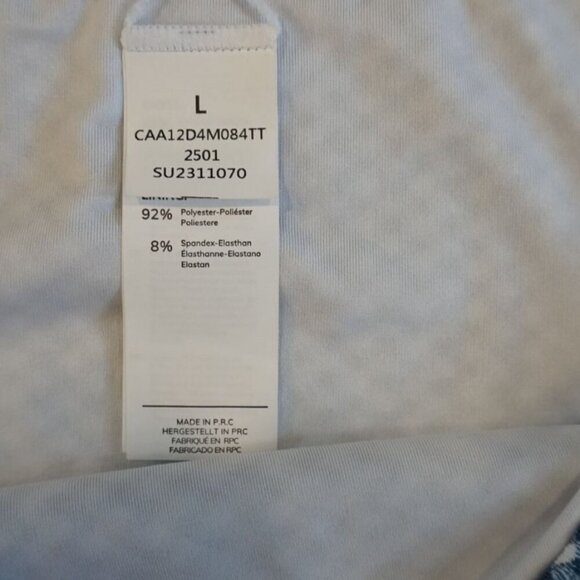 L
CAA12D4M084TT
2501
SU2311070
92% Polyester-Poliéster
Poliestere
8% Spandex-Elasthan
Élasthanne-Elastano
Elastan
MADE IN P.R.C
HERGESTELLT IN PRC
FABRIQUÉ EN RPC
FABRICADO EN RPC